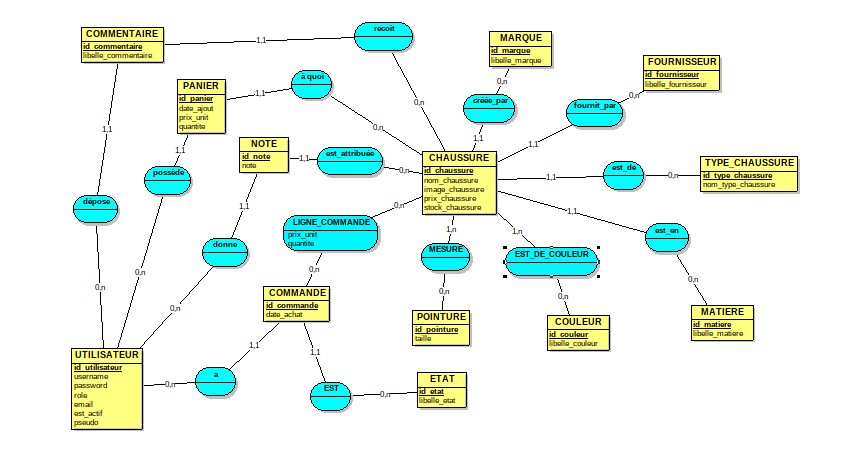 COMMENTAIRE
id_commentaire
libelle_commentaire
1,1
recoit
0,n
MARQUE
id_marque
libelle_marque
0,n
créée_par
1,1
FOURNISSEUR
id_fournisseur
libelle_fournisseur
0,n
fournit_par
1,1
PANIER
id_panier
date_ajout
prix_unit
quantite
1,1
à quoi
0,n
1,1
possède
0,n
1,1
dépose
0,n
NOTE
id_note
note
1,1
est_attribuée
0,n
1,1
donne
0,n
CHAUSSURE
id_chaussure
nom_chaussure
image_chaussure
prix_chaussure
stock_chaussure
1,1
est_de
0,n
TYPE_CHAUSSURE
id_type_chaussure
nom_type_chaussure
1,1
est_en
0,n
MATIERE
id_matiere
libelle_matiere
0,n
LIGNE_COMMANDE
prix_unit
quantite
0,n
1,n
MESURE
0,n
POINTURE
id_pointure
taille
1,n
EST_DE_COULEUR
0,n
COULEUR
id_couleur
libelle_couleur
COMMANDE
id_commande
date_achat
1,1
a
0,n
1,1
EST
0,n
ETAT
id_etat
libelle_etat
UTILISATEUR
id_utilisateur
username
password
role
email
est_actif
pseudo